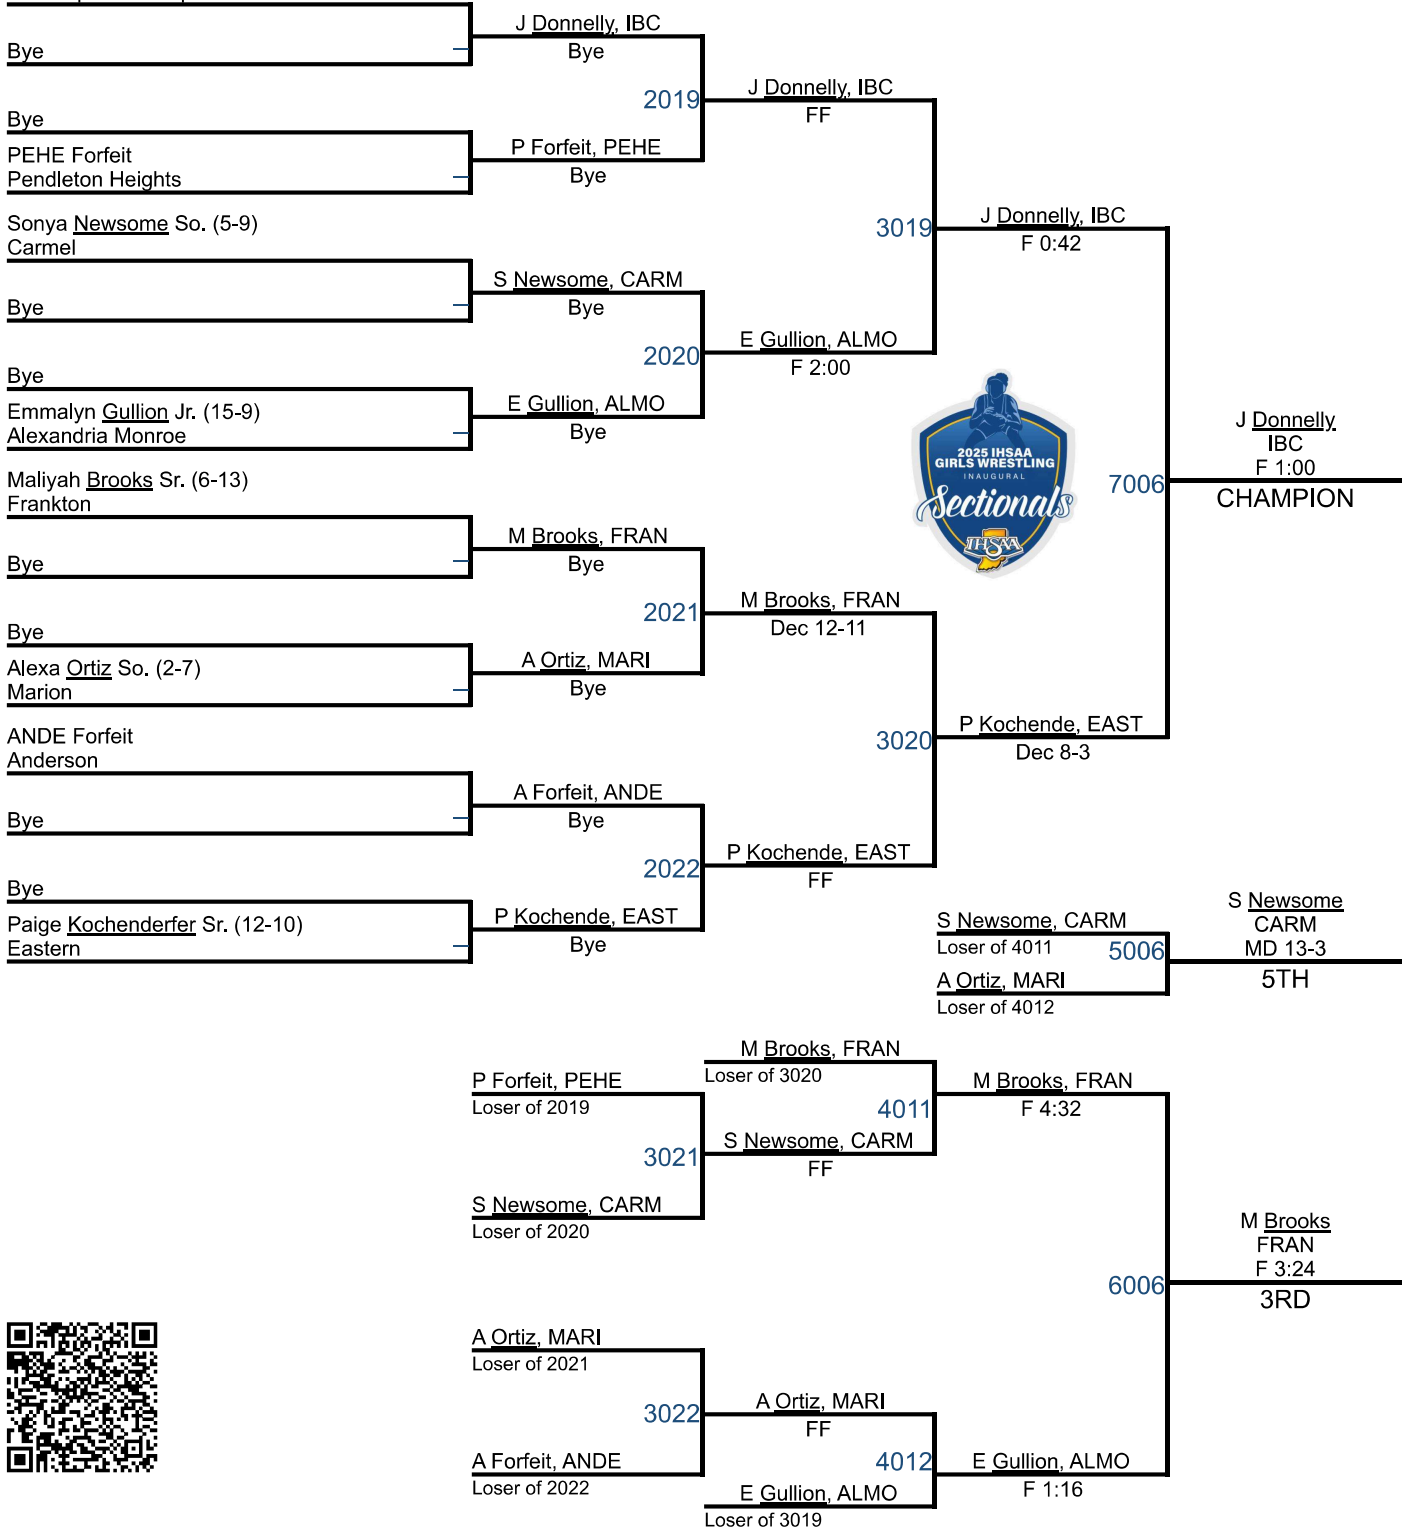 Bye
Bye
PEHE Forfeit
Pendleton Heights
Sonya Newsome So. (5-9)
Carmel
Bye
Bye
Emmalyn Gullion Jr. (15-9)
Alexandria Monroe
Maliyah Brooks Sr. (6-13)
Frankton
Bye
Bye
Alexa Ortiz So. (2-7)
Marion
ANDE Forfeit
Anderson
Bye
Bye
Paige Kochenderfer Sr. (12-10)
Eastern
J Donnelly, IBC
Bye
2019
P Forfeit, PEHE
Bye
S Newsome, CARM
Bye
2020
E Gullion, ALMO
Bye
M Brooks, FRAN
Bye
2021
A Ortiz, MARI
Bye
A Forfeit, ANDE
Bye
2022
P Kochende, EAST
Bye
J Donnelly, IBC
FF
3019
E Gullion, ALMO
F 2:00
M Brooks, FRAN
Dec 12-11
3020
P Kochende, EAST
FF
J Donnelly, IBC
F 0:42
2025 IHSAA
GIRLS WRESTLING
INAUGURAL
Sectionals
IHSAA
7006
P Kochende, EAST
Dec 8-3
J Donnelly
IBC
F 1:00
CHAMPION
S Newsome, CARM
Loser of 4011
5006
A Ortiz, MARI
Loser of 4012
S Newsome
CARM
MD 13-3
5TH
P Forfeit, PEHE
Loser of 2019
3021
S Newsome, CARM
Loser of 2020
M Brooks, FRAN
Loser of 3020
4011
S Newsome, CARM
FF
M Brooks, FRAN
F 4:32
6006
M Brooks
FRAN
F 3:24
3RD
A Ortiz, MARI
Loser of 2021
3022
A Forfeit, ANDE
Loser of 2022
A Ortiz, MARI
FF
4012
E Gullion, ALMO
Loser of 3019
E Gullion, ALMO
F 1:16